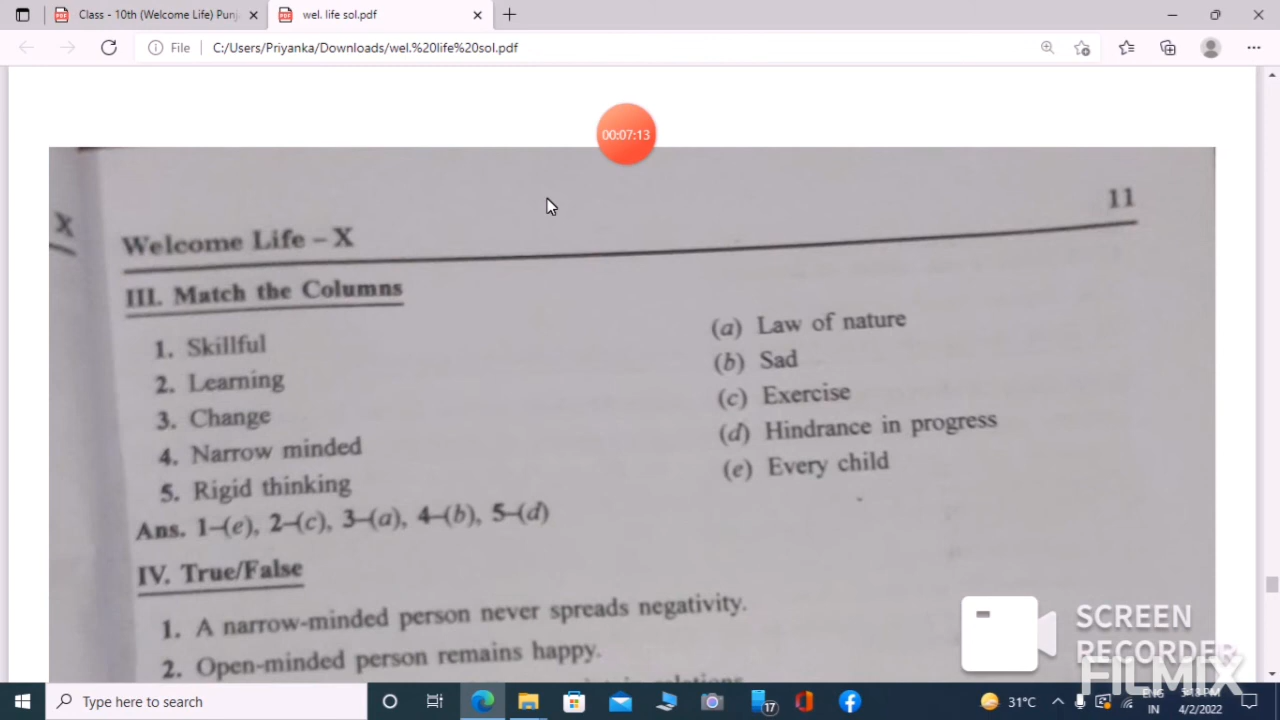 Class - 10th (Welcome Life) Punj
wel. life sol.pdf
File
C:/Users/Priyanka/Downloads/wel.%20life%20sol.pdf
00:07:13
X
Welcome Life – X
11
III. Match the Columns
1. Skillful
(a) Law of nature
2. Learning
(b) Sad
3. Change
(c) Exercise
4. Narrow minded
(d) Hindrance in progress
5. Rigid thinking
(e) Every child
Ans. 1–(e), 2–(c), 3–(a), 4–(b), 5–(d)
IV. True/False
1. A narrow-minded person never spreads negativity.
2. Open-minded person remains happy.
SCREEN
RECORDER
FILMIX
Type here to search
17
31°C
ENG
IN
5:18 PM
4/2/2022